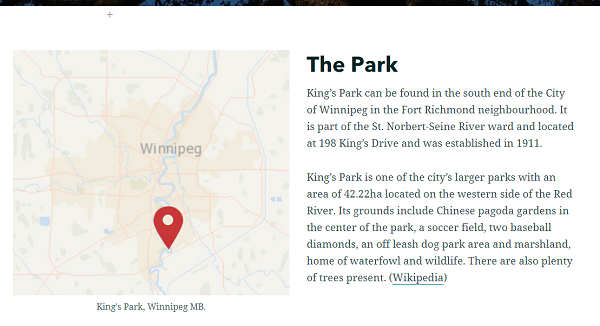 The Park
King's Park can be found in the south end of the City
of Winnipeg in the Fort Richmond neighbourhood. It
is part of the St. Norbert-Seine River ward and located
at 198 King's Drive and was established in 1911.
King's Park is one of the city's larger parks with an
area of 42.22ha located on the western side of the Red
River. Its grounds include Chinese pagoda gardens in
the center of the park, a soccer field, two baseball
diamonds, an off leash dog park area and marshland,
home of waterfowl and wildlife. There are also plenty
of trees present. (Wikipedia)
Winnipeg
King's Park, Winnipeg MB.